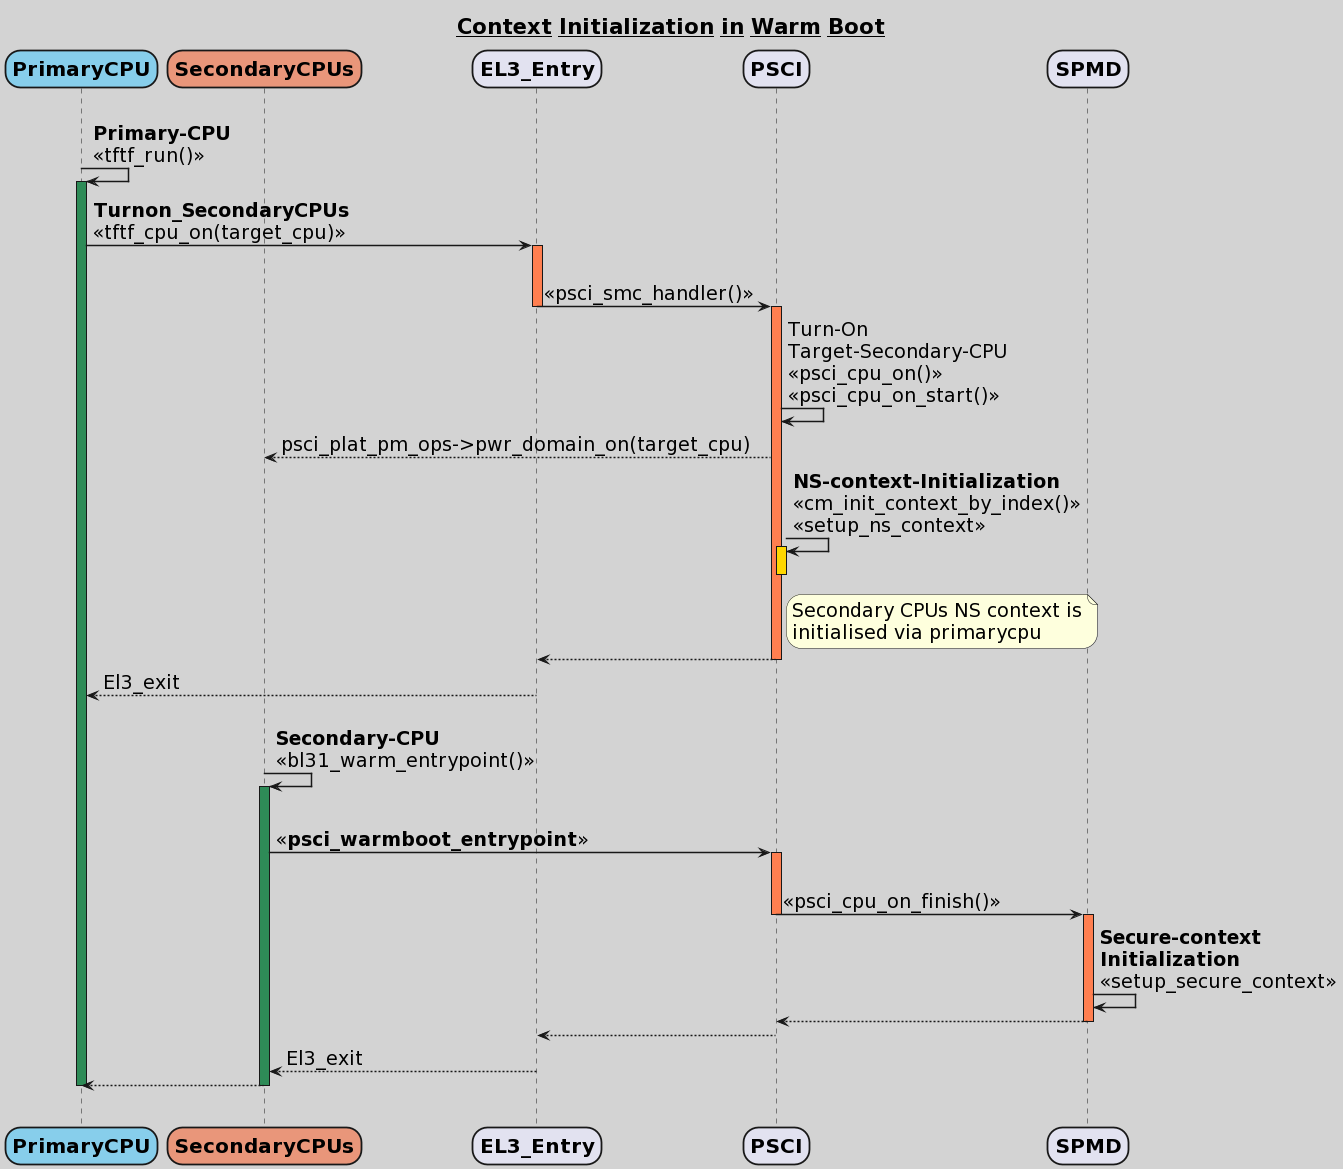 Context Initialization in Warm Boot
PrimaryCPU
SecondaryCPUs
EL3_Entry
PSCI
SPMD
Primary-CPU
«tftf_run()»
Turnon_SecondaryCPUs
«tftf_cpu_on(target_cpu)»
«psci_smc_handler()»
Turn-On
Target-Secondary-CPU
«psci_cpu_on()»
«psci_cpu_on_start()»
psci_plat_pm_ops->pwr_domain_on(target_cpu)
NS-context-Initialization
«cm_init_context_by_index()»
«setup_ns_context»
Secondary CPUs NS context is
initialised via primarycpu
El3_exit
Secondary-CPU
«bl31_warm_entrypoint()»
«psci_warmboot_entrypoint»
«psci_cpu_on_finish()»
Secure-context
Initialization
«setup_secure_context»
El3_exit
PrimaryCPU
SecondaryCPUs
EL3_Entry
PSCI
SPMD